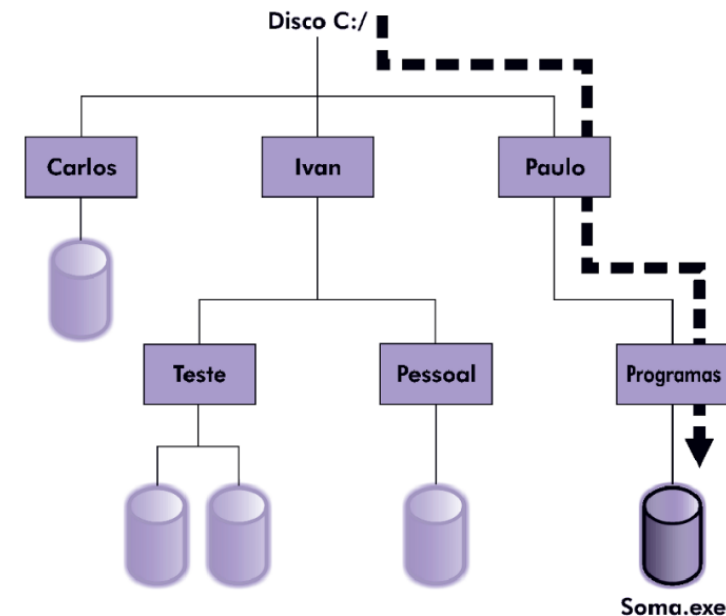 Disco C:/
Carlos
Ivan
Paulo
Teste
Pessoal
Programas
Soma.exe